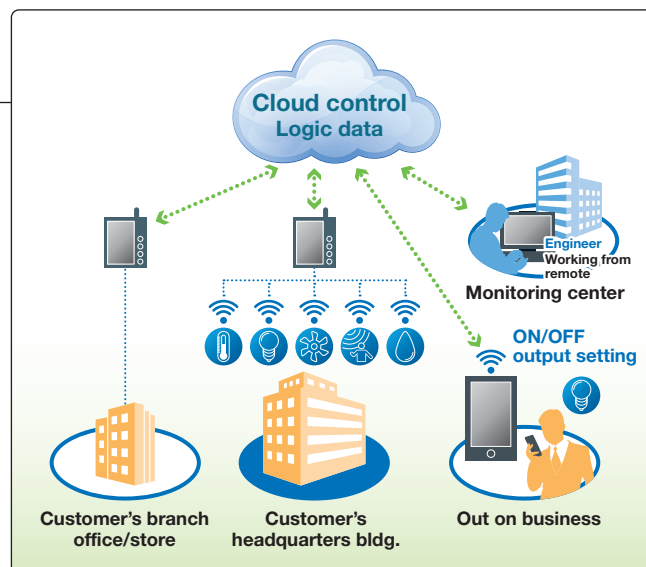 Cloud control
Logic data
Engineer
Working from
remote
Monitoring center
ON/OFF
output setting
Customer’s branch
office/store
Customer’s
headquarters bldg.
Out on business